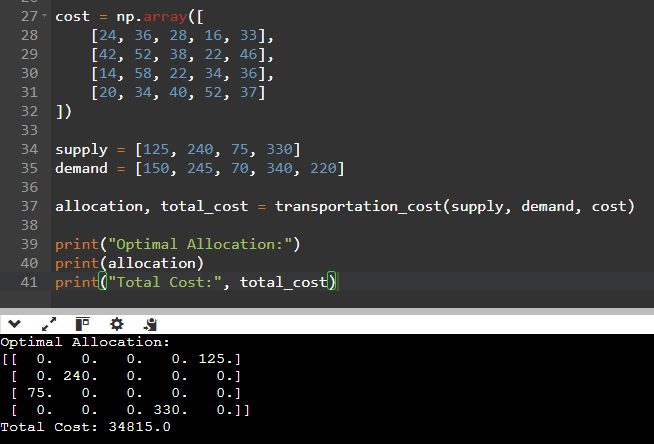 27 cost = np.array([
28 [24, 36, 28, 16, 33],
29 [42, 52, 38, 22, 46],
30 [14, 58, 22, 34, 36],
31 [20, 34, 40, 52, 37]
32 ])
33
34 supply = [125, 240, 75, 330]
35 demand = [150, 245, 70, 340, 220]
36
37 allocation, total_cost = transportation_cost(supply, demand, cost)
38
39 print("Optimal Allocation:")
40 print(allocation)
41 print("Total Cost:", total_cost)
Optimal Allocation:
[[ 0. 0. 0. 0. 125.]
[ 0. 240. 0. 0. 0.]
[ 75. 0. 0. 0. 0.]
[ 0. 0. 0. 330. 0.]]
Total Cost: 34815.0